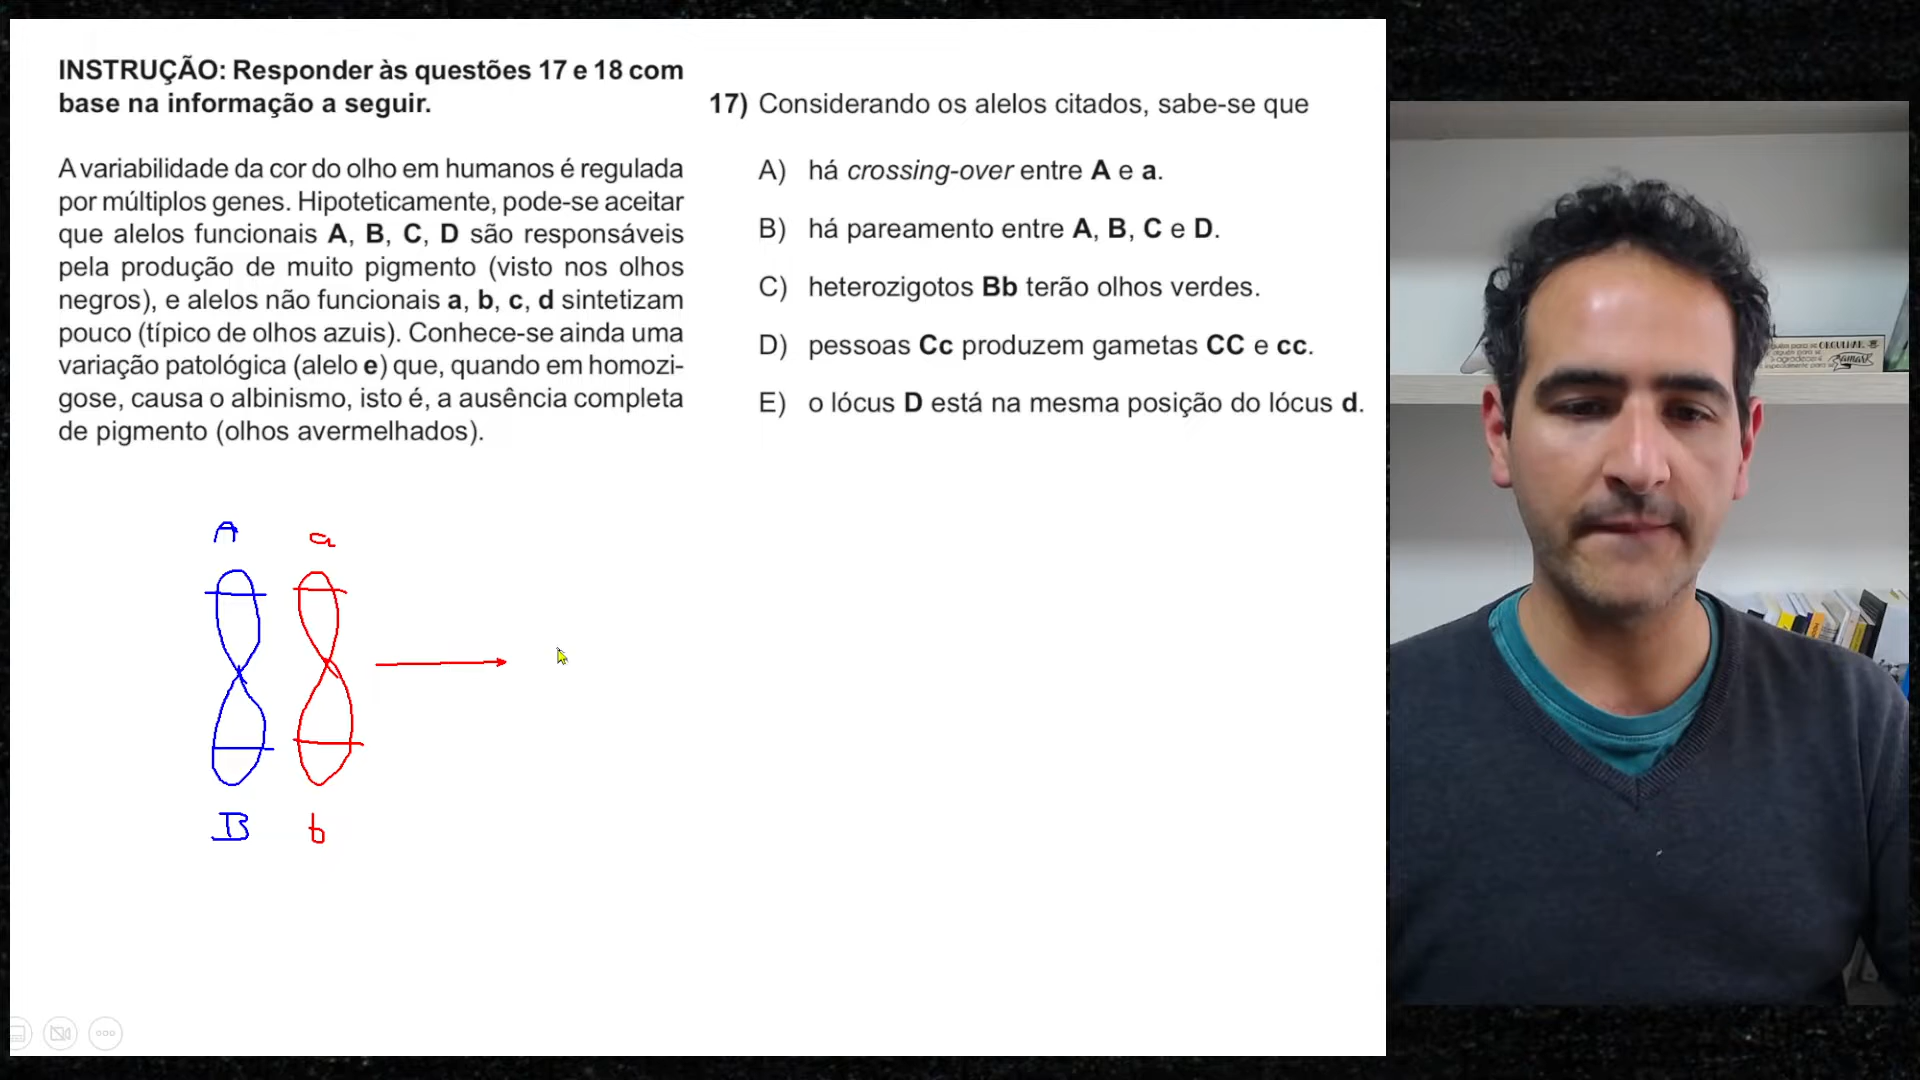 INSTRUÇÃO: Responder às questões 17 e 18 com
base na informação a seguir.
A variabilidade da cor do olho em humanos é regulada
por múltiplos genes. Hipoteticamente, pode-se aceitar
que alelos funcionais A, B, C, D são responsáveis
pela produção de muito pigmento (visto nos olhos
negros), e alelos não funcionais a, b, c, d sintetizam
pouco (típico de olhos azuis). Conhece-se ainda uma
variação patológica (alelo e) que, quando em homozi-
gose, causa o albinismo, isto é, a ausência completa
de pigmento (olhos avermelhados).
17) Considerando os alelos citados, sabe-se que
A) há crossing-over entre A e a.
B) há pareamento entre A, B, C e D.
C) heterozigotos Bb terão olhos verdes.
D) pessoas Cc produzem gametas CC e cc.
E) o lócus D está na mesma posição do lócus d.
A a
B b
ORGULHAR
amar